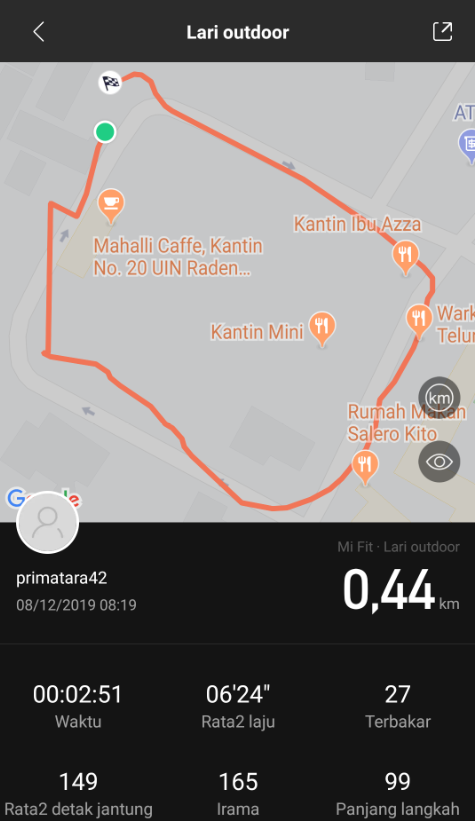 Lari outdoor
AT
Kantin Ibu Azza
Mahalli Caffe, Kantin
No. 20 UIN Raden...
Kantin Mini
Telur
km
Rumah Makan
Salero Kito
Google
Mi Fit · Lari outdoor
primatara42
0,44 km
08/12/2019 08:19
00:02:51
06'24"
27
Waktu
Rata2 laju
Terbakar
149
165
99
Rata2 detak jantung
Irama
Panjang langkah